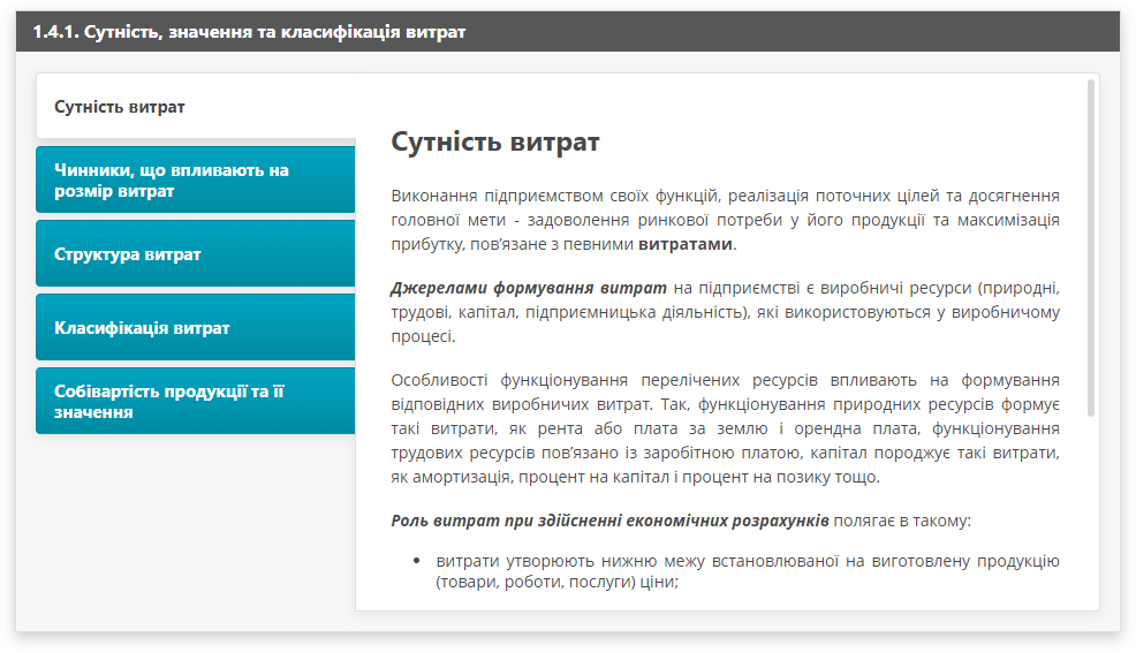 1.4.1. Сутність, значення та класифікація витрат
Сутність витрат
Чинники, що впливають на
розмір витрат
Структура витрат
Класифікація витрат
Собівартість продукції та її
значення
Сутність витрат
Виконання підприємством своїх функцій, реалізація поточних цілей та досягнення
головної мети - задоволення ринкової потреби у його продукції та максимізація
прибутку, пов’язане з певними витратами.
Джерелами формування витрат на підприємстві є виробничі ресурси (природні,
трудові, капітал, підприємницька діяльність), які використовуються у виробничому
процесі.
Особливості функціонування перелічених ресурсів впливають на формування
відповідних виробничих витрат. Так, функціонування природних ресурсів формує
такі витрати, як рента або плата за землю і орендна плата, функціонування
трудових ресурсів пов’язано із заробітною платою, капітал породжує такі витрати,
як амортизація, процент на капітал і процент на позику тощо.
Роль витрат при здійсненні економічних розрахунків полягає в такому:
• витрати утворюють нижню межу встановлюваної на виготовлену продукцію
(товари, роботи, послуги) ціни;